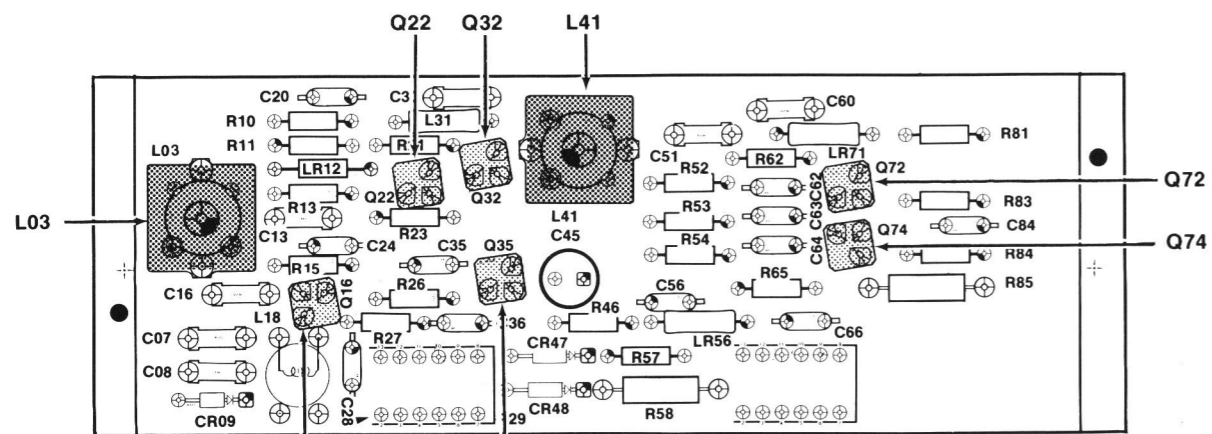 Q22 Q32 L41
C20 C3 C60
R10 L31 R81
R11 LR71
L03 C51 R62
LR12 R52 Q72
Q22 Q32 C62 Q72
R13 L41 R83
L03 R53 C63
C13 R23 Q74 C84
C24 C35 Q35 C45 R54 C64 Q74
R15 R84
C16 Q16 R26 R65 R85
L18 C56
R27 C36 R46 LR56 C66
C07
CR47 R57
C08
CR09 C28 29 CR48 R58